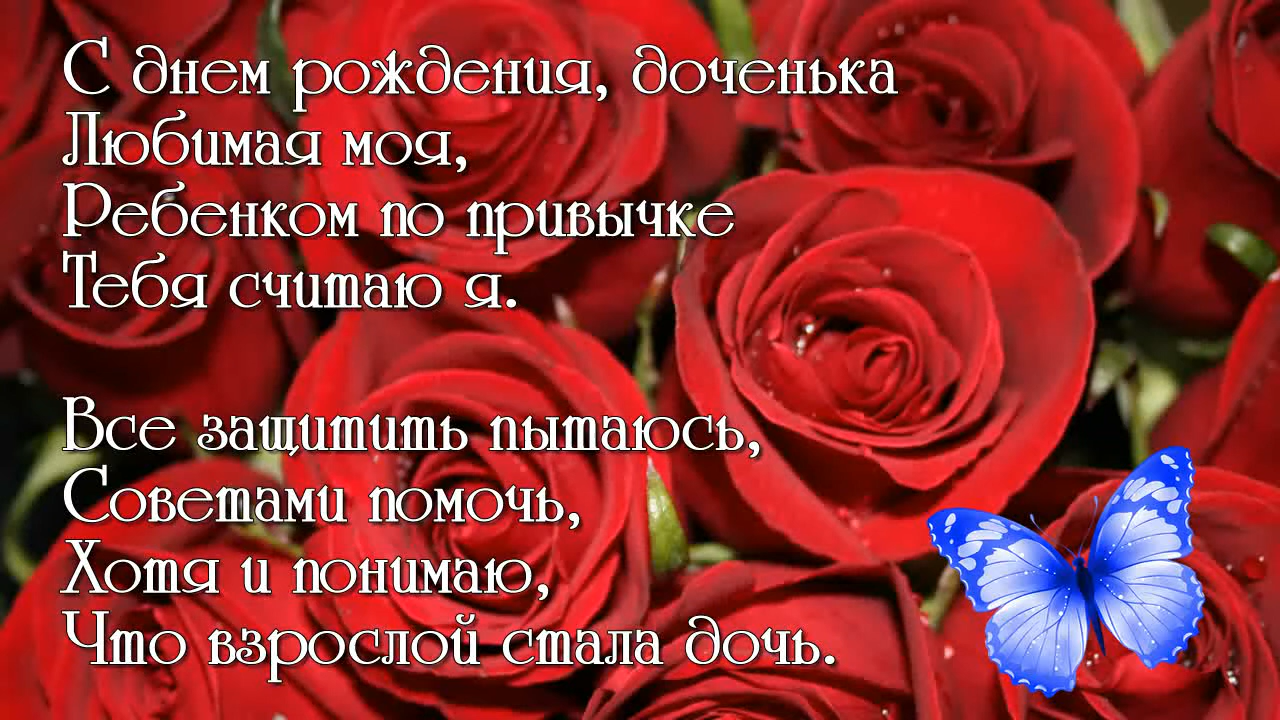 С днем рождения, доченька
Любимая моя,
Ребенком по привычке
Тебя считаю я.
Все защитить пытаюсь,
Советами помочь,
Хотя и понимаю,
Что взрослой стала дочь.